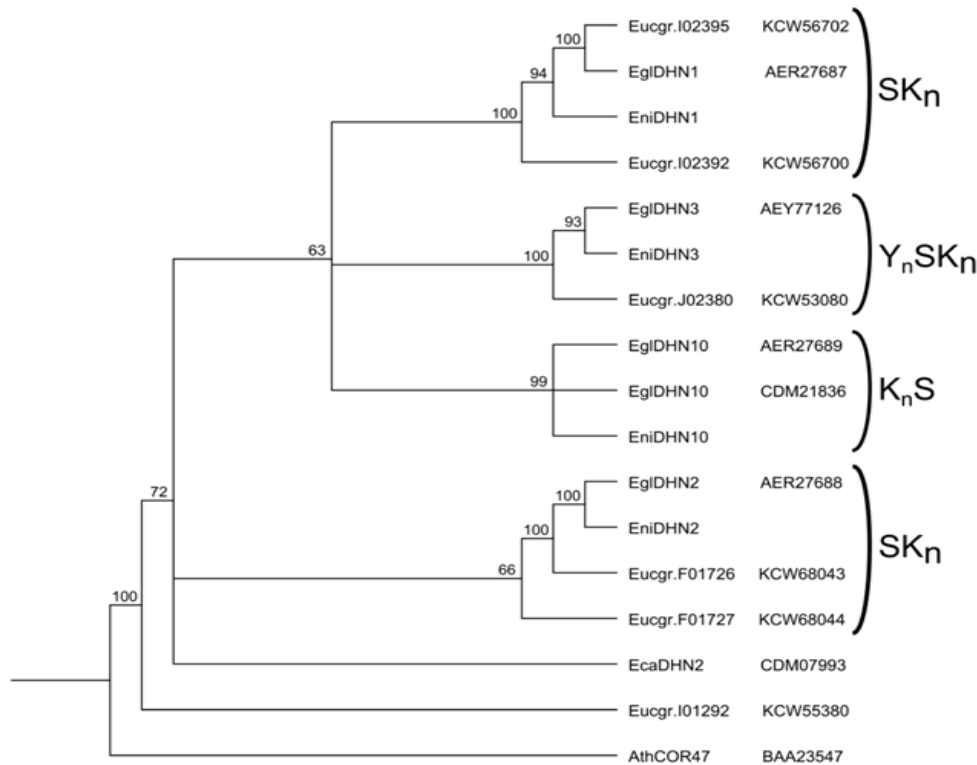 Eucgr.I02395 KCW56702
100
EglDHN1 AER27687
94
SKn
100
EniDHN1
Eucgr.I02392 KCW56700
EglDHN3 AEY77126
93
EniDHN3
63
100
YnSKn
Eucgr.J02380 KCW53080
EglDHN10 AER27689
99
EglDHN10 CDM21836
KnS
EniDHN10
EglDHN2 AER27688
72
100
EniDHN2
100
SKn
66
Eucgr.F01726 KCW68043
100
Eucgr.F01727 KCW68044
EcaDHN2 CDM07993
Eucgr.I01292 KCW55380
AthCOR47 BAA23547